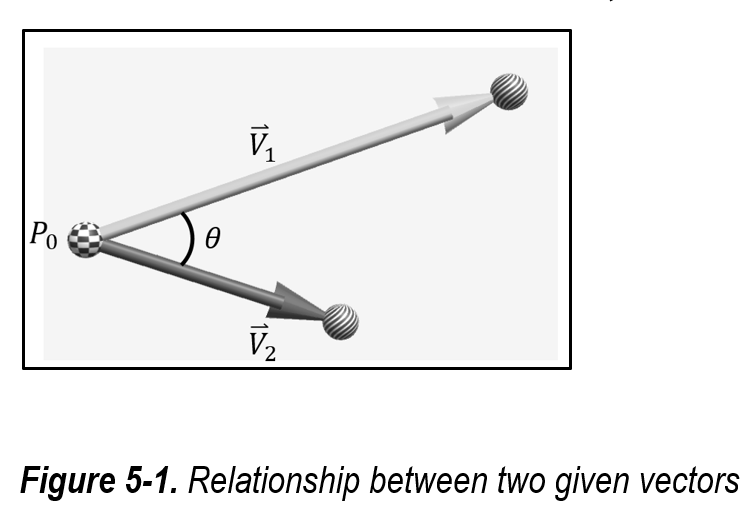 V⃗₁
P₀
θ
V⃗₂
Figure 5-1. Relationship between two given vectors